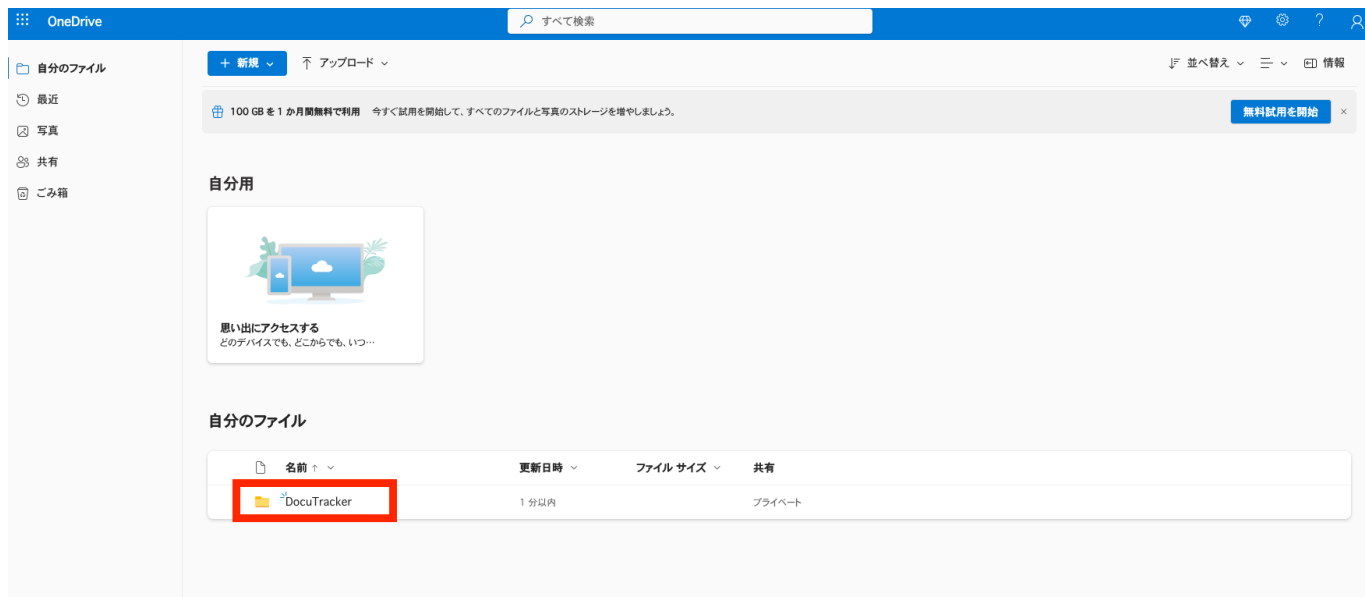 OneDrive
すべて検索
?
自分のファイル
最近
写真
共有
ごみ箱
+ 新規
アップロード
並べ替え
情報
100 GB を 1 か月間無料で利用 今すぐ試用を開始して、すべてのファイルと写真のストレージを増やしましょう。
無料試用を開始
自分用
思い出にアクセスする
どのデバイスでも、どこからでも、いつ…
自分のファイル
名前 ↑ 更新日時 ファイル サイズ 共有
DocuTracker 1 分以内 プライベート